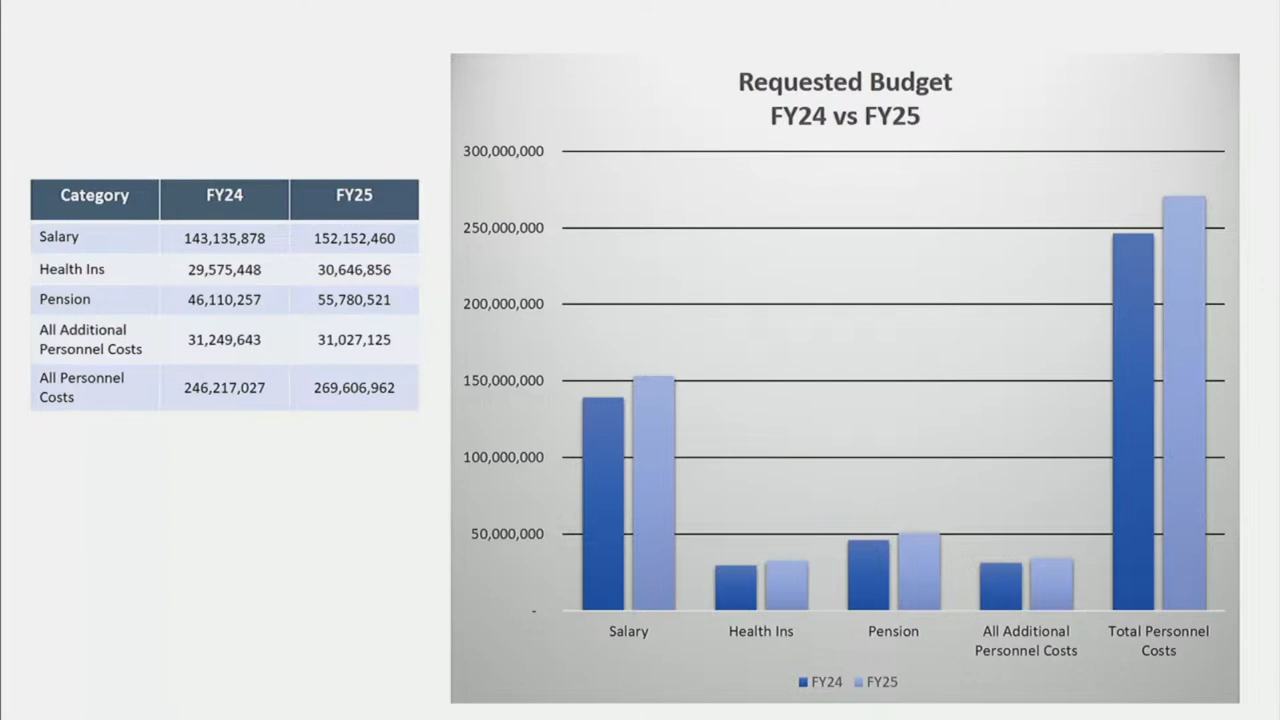 Requested Budget
FY24 vs FY25
Category FY24 FY25
Salary 143,135,878 152,152,460
Health Ins 29,575,448 30,646,856
Pension 46,110,257 55,780,521
All Additional
Personnel Costs 31,249,643 31,027,125
All Personnel
Costs 246,217,027 269,606,962
300,000,000
250,000,000
200,000,000
150,000,000
100,000,000
50,000,000
-
Salary Health Ins Pension All Additional Total Personnel
Personnel Costs Costs
FY24 FY25